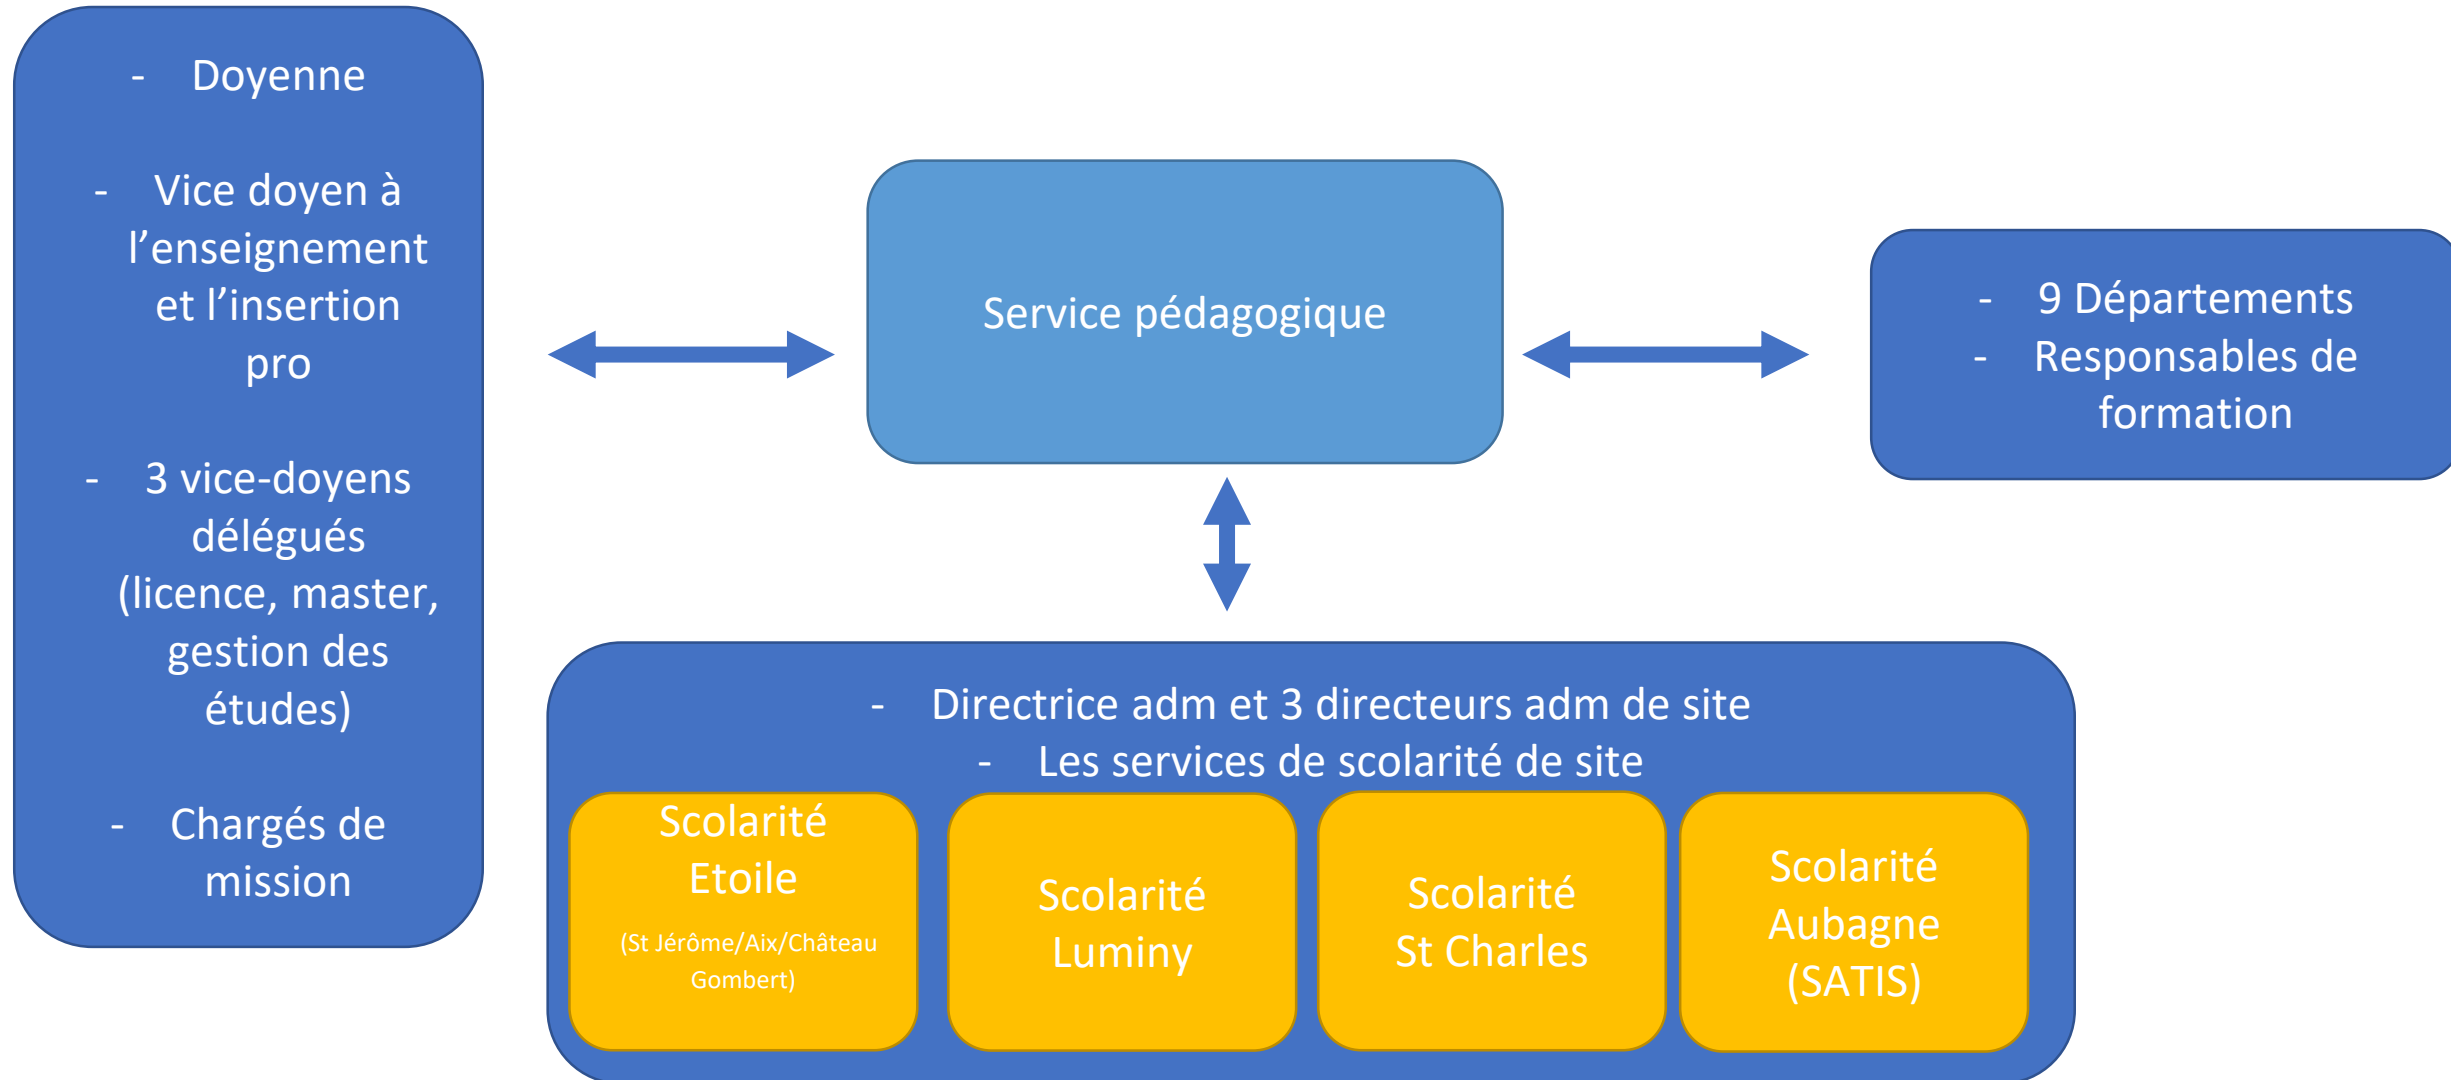 - Doyenne
- Vice doyen à
l’enseignement
et l’insertion
pro
- 3 vice-doyens
délégués
(licence, master,
gestion des
études)
- Chargés de
mission
Service pédagogique
- 9 Départements
- Responsables de
formation
- Directrice adm et 3 directeurs adm de site
- Les services de scolarité de site
Scolarité
Etoile
(St Jérôme/Aix/Château
Gombert)
Scolarité
Luminy
Scolarité
St Charles
Scolarité
Aubagne
(SATIS)